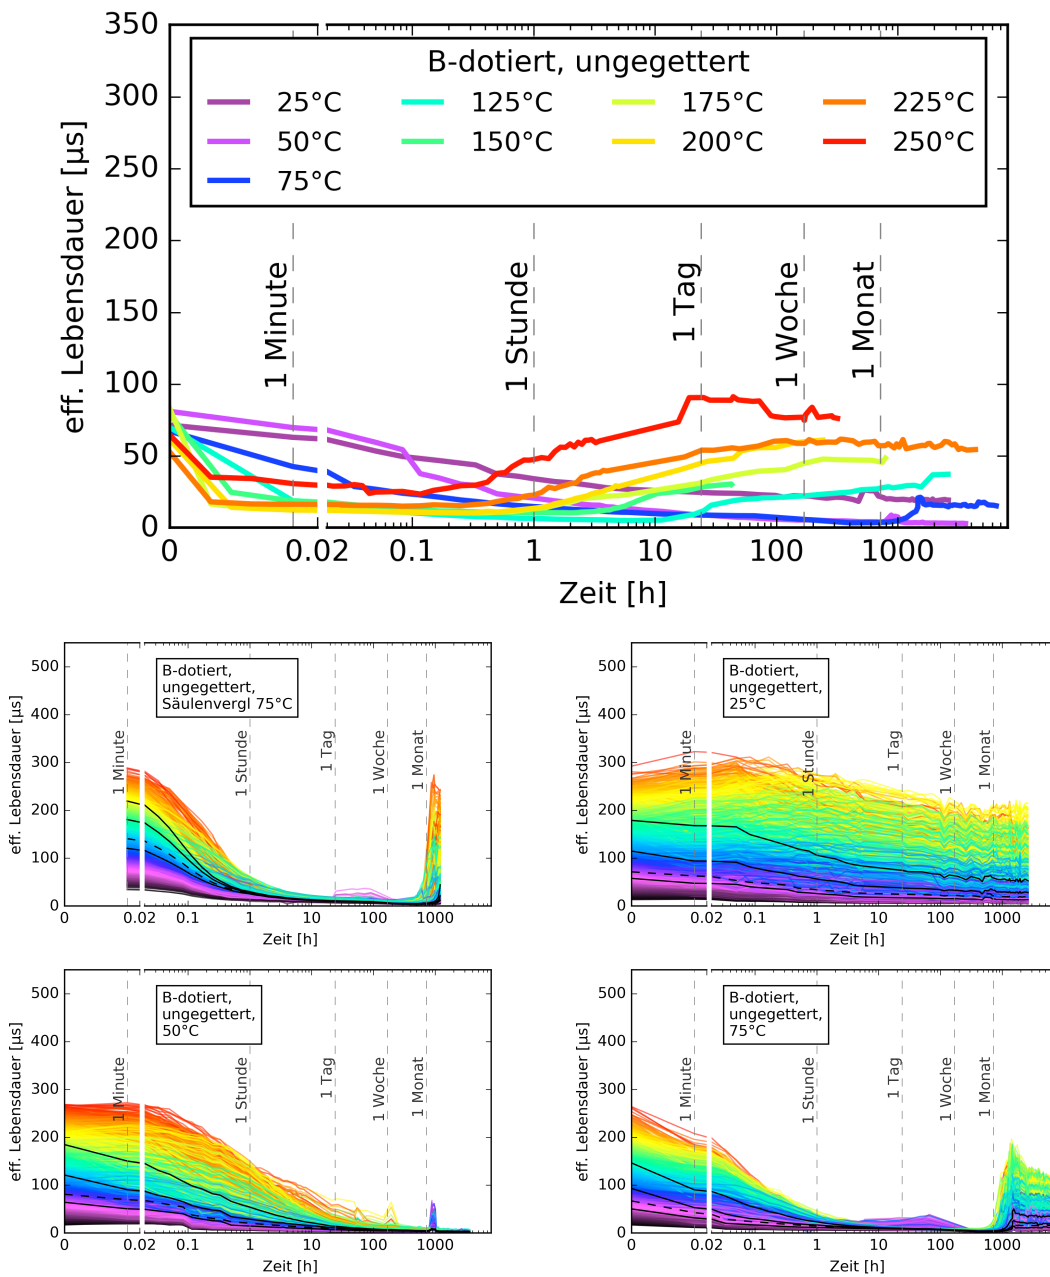 350
300
250
200
150
100
50
0
eff. Lebensdauer [µs]
B-dotiert, ungegettert
25°C 125°C 175°C 225°C
50°C 150°C 200°C 250°C
75°C
1 Minute
1 Stunde
1 Tag
1 Woche
1 Monat
0 0.02 0.1 1 10 100 1000
Zeit [h]
500
400
300
200
100
0
eff. Lebensdauer [µs]
B-dotiert,
ungegettert,
Säulenvergl 75°C
1 Minute
1 Stunde
1 Tag
1 Woche
1 Monat
0 0.02 0.1 1 10 100 1000
Zeit [h]
500
400
300
200
100
0
eff. Lebensdauer [µs]
B-dotiert,
ungegettert,
25°C
1 Minute
1 Stunde
1 Tag
1 Woche
1 Monat
0 0.02 0.1 1 10 100 1000
Zeit [h]
500
400
300
200
100
0
eff. Lebensdauer [µs]
B-dotiert,
ungegettert,
50°C
1 Minute
1 Stunde
1 Tag
1 Woche
1 Monat
0 0.02 0.1 1 10 100 1000
Zeit [h]
500
400
300
200
100
0
eff. Lebensdauer [µs]
B-dotiert,
ungegettert,
75°C
1 Minute
1 Stunde
1 Tag
1 Woche
1 Monat
0 0.02 0.1 1 10 100 1000
Zeit [h]